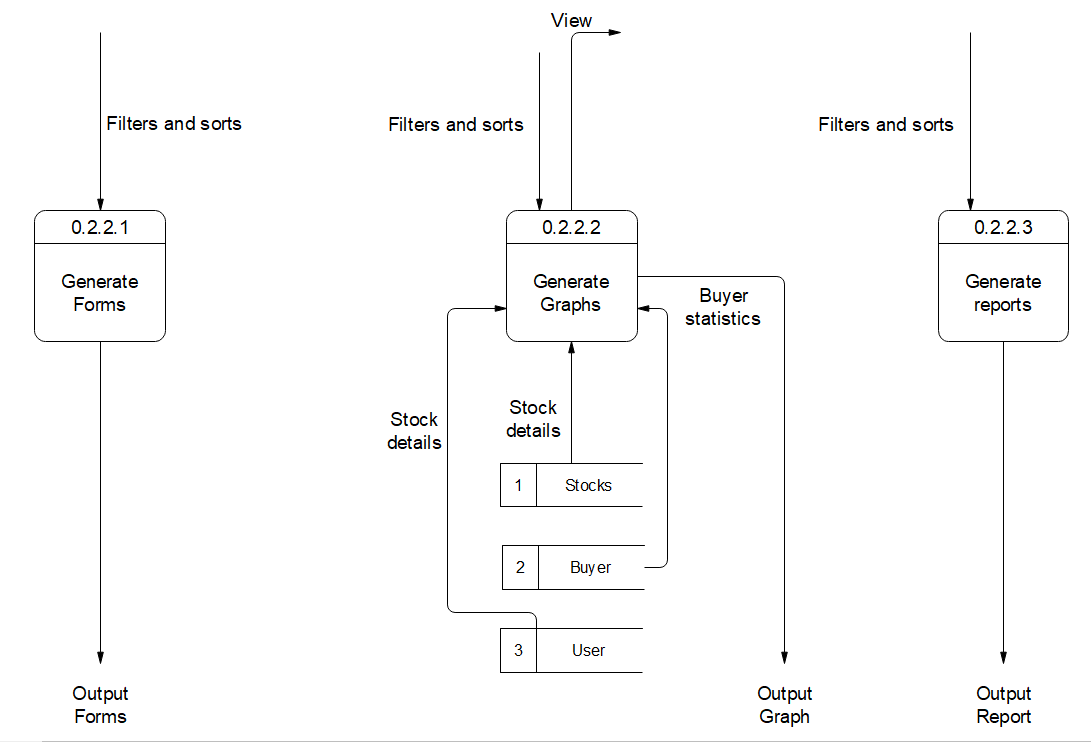 View
Filters and sorts
Filters and sorts
Filters and sorts
0.2.2.1
Generate
Forms
0.2.2.2
Generate
Graphs
0.2.2.3
Generate
reports
Buyer
statistics
Stock
details
Stock
details
1 Stocks
2 Buyer
3 User
Output
Forms
Output
Graph
Output
Report